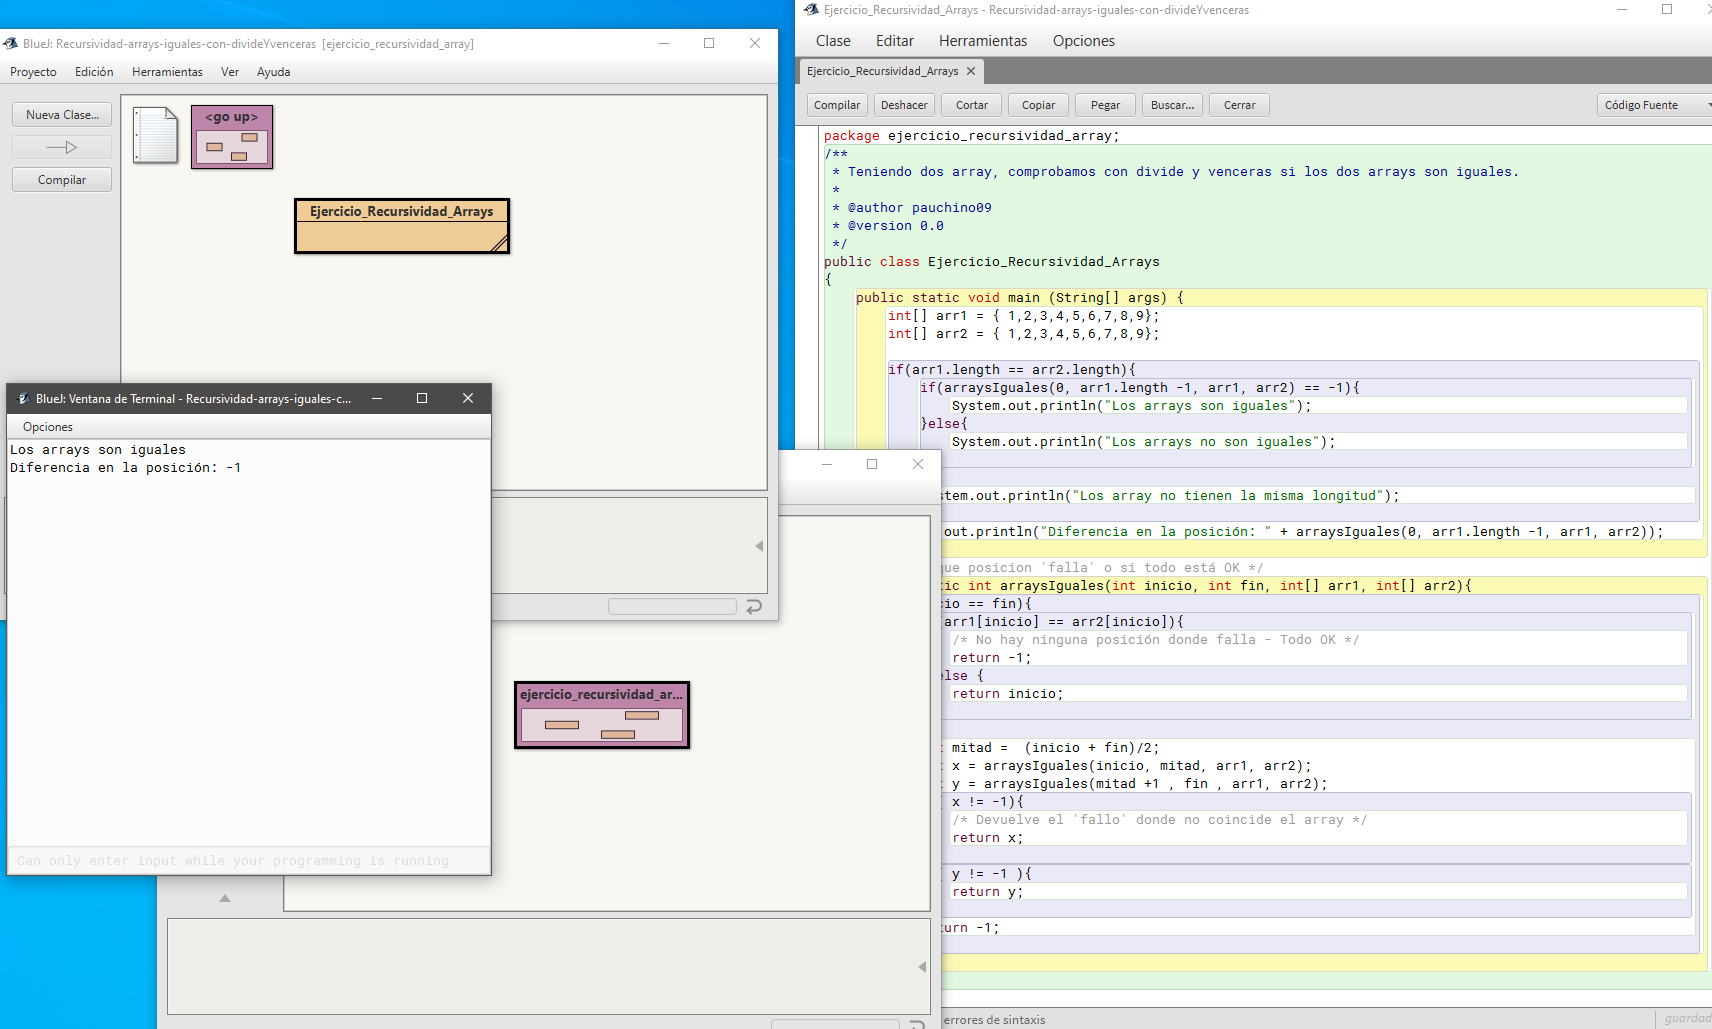 BlueJ: Recursividad-arrays-iguales-con-divideYvenceras [ejercicio_recursividad_array]
Proyecto Edición Herramientas Ver Ayuda
Nueva Clase...
Compilar
<go up>
Ejercicio_Recursividad_Arrays
BlueJ: Ventana de Terminal - Recursividad-arrays-iguales-c...
Opciones
Los arrays son iguales
Diferencia en la posición: -1
Can only enter input while your programming is running
ejercicio_recursividad_ar...
Ejercicio_Recursividad_Arrays - Recursividad-arrays-iguales-con-divideYvenceras
Clase Editar Herramientas Opciones
Ejercicio_Recursividad_Arrays
Compilar Deshacer Cortar Copiar Pegar Buscar... Cerrar Código Fuente
package ejercicio_recursividad_array;
/**
* Teniendo dos array, comprobamos con divide y venceras si los dos arrays son iguales.
*
* @author pauchino09
* @version 0.0
*/
public class Ejercicio_Recursividad_Arrays
{
public static void main (String[] args) {
int[] arr1 = { 1,2,3,4,5,6,7,8,9};
int[] arr2 = { 1,2,3,4,5,6,7,8,9};
if(arr1.length == arr2.length){
if(arraysIguales(0, arr1.length -1, arr1, arr2) == -1){
System.out.println("Los arrays son iguales");
}else{
System.out.println("Los arrays no son iguales");
tem.out.println("Los array no tienen la misma longitud");
out.println("Diferencia en la posición: " + arraysIguales(0, arr1.length -1, arr1, arr2));
que posicion 'falla' o si todo está OK */
ic int arraysIguales(int inicio, int fin, int[] arr1, int[] arr2){
io == fin){
arr1[inicio] == arr2[inicio]){
/* No hay ninguna posición donde falla - Todo OK */
return -1;
lse {
return inicio;
mitad = (inicio + fin)/2;
x = arraysIguales(inicio, mitad, arr1, arr2);
y = arraysIguales(mitad +1 , fin , arr1, arr2);
x != -1){
/* Devuelve el 'fallo' donde no coincide el array */
return x;
y != -1 ){
return y;
urn -1;
errores de sintaxis
guardad